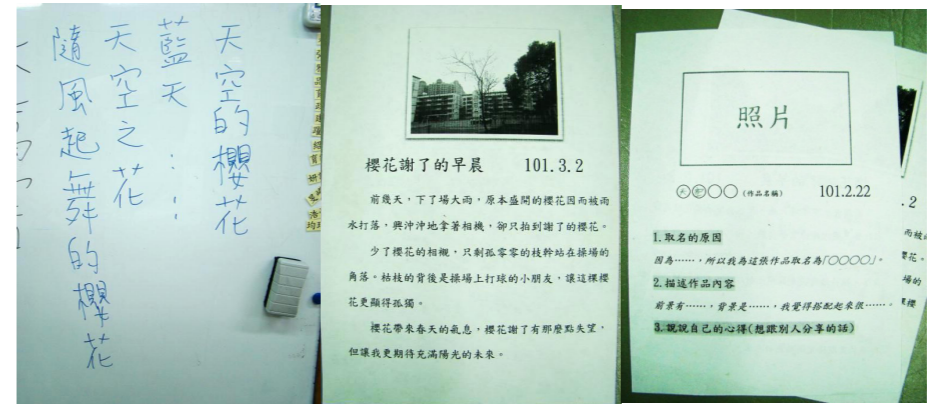 天空的櫻花
藍天……
天空之花
隨風起舞的櫻花
櫻花謝了的早晨 101.3.2
前幾天，下了場大雨，原本盛開的櫻花因而被雨
水打落，興沖沖地拿著相機，卻只拍到謝了的櫻花。
少了櫻花的相襯，只剩孤零零的枝幹站在操場的
角落。枯枝的背後是操場上打球的小朋友，讓這棵櫻
花更顯得孤獨。
櫻花帶來春天的氣息，櫻花謝了有那麼點失望，
但讓我更期待充滿陽光的未來。
照片
○○○○ (作品名稱) 101.2.22
1.取名的原因
因為……，所以我為這張作品取名為「○○○○」。
2.描述作品內容
前景有……，背景是……，我覺得搭配起來很……。
3.說說自己的心得(想跟別人分享的話)